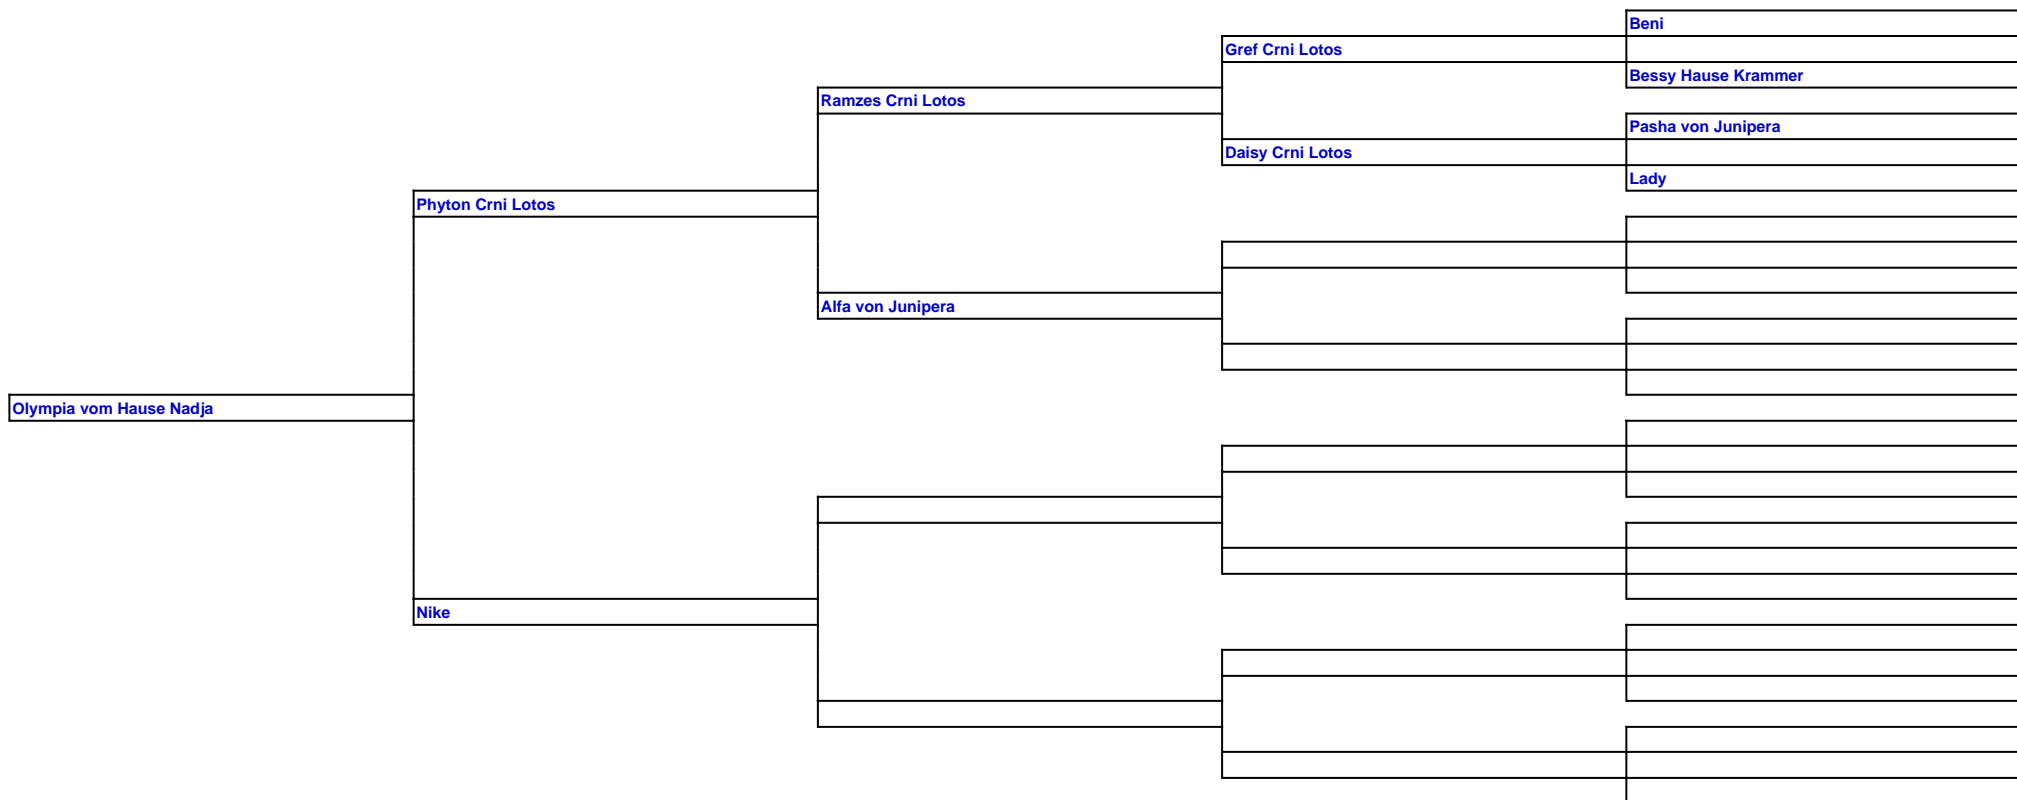 Beni
Gref Crni Lotos
Bessy Hause Krammer
Ramzes Crni Lotos
Pasha von Junipera
Daisy Crni Lotos
Lady
Phyton Crni Lotos
Alfa von Junipera
Olympia vom Hause Nadja
Nike